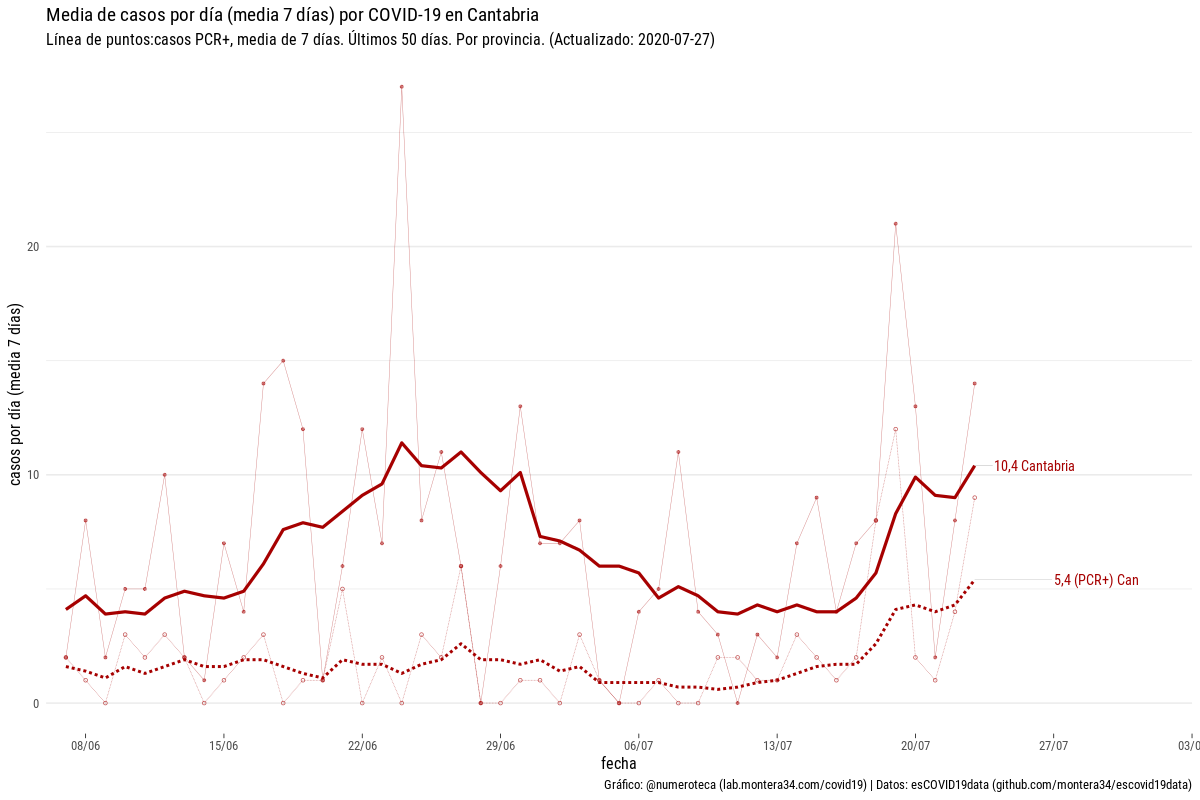 Media de casos por día (media 7 días) por COVID-19 en Cantabria
Línea de puntos:casos PCR+, media de 7 días. Últimos 50 días. Por provincia. (Actualizado: 2020-07-27)
casos por día (media 7 días)
20
10
0
10,4 Cantabria
5,4 (PCR+) Can
08/06 15/06 22/06 29/06 06/07 13/07 20/07 27/07 03/0
fecha
Gráfico: @numeroteca (lab.montera34.com/covid19) | Datos: esCOVID19data (github.com/montera34/escovid19data)